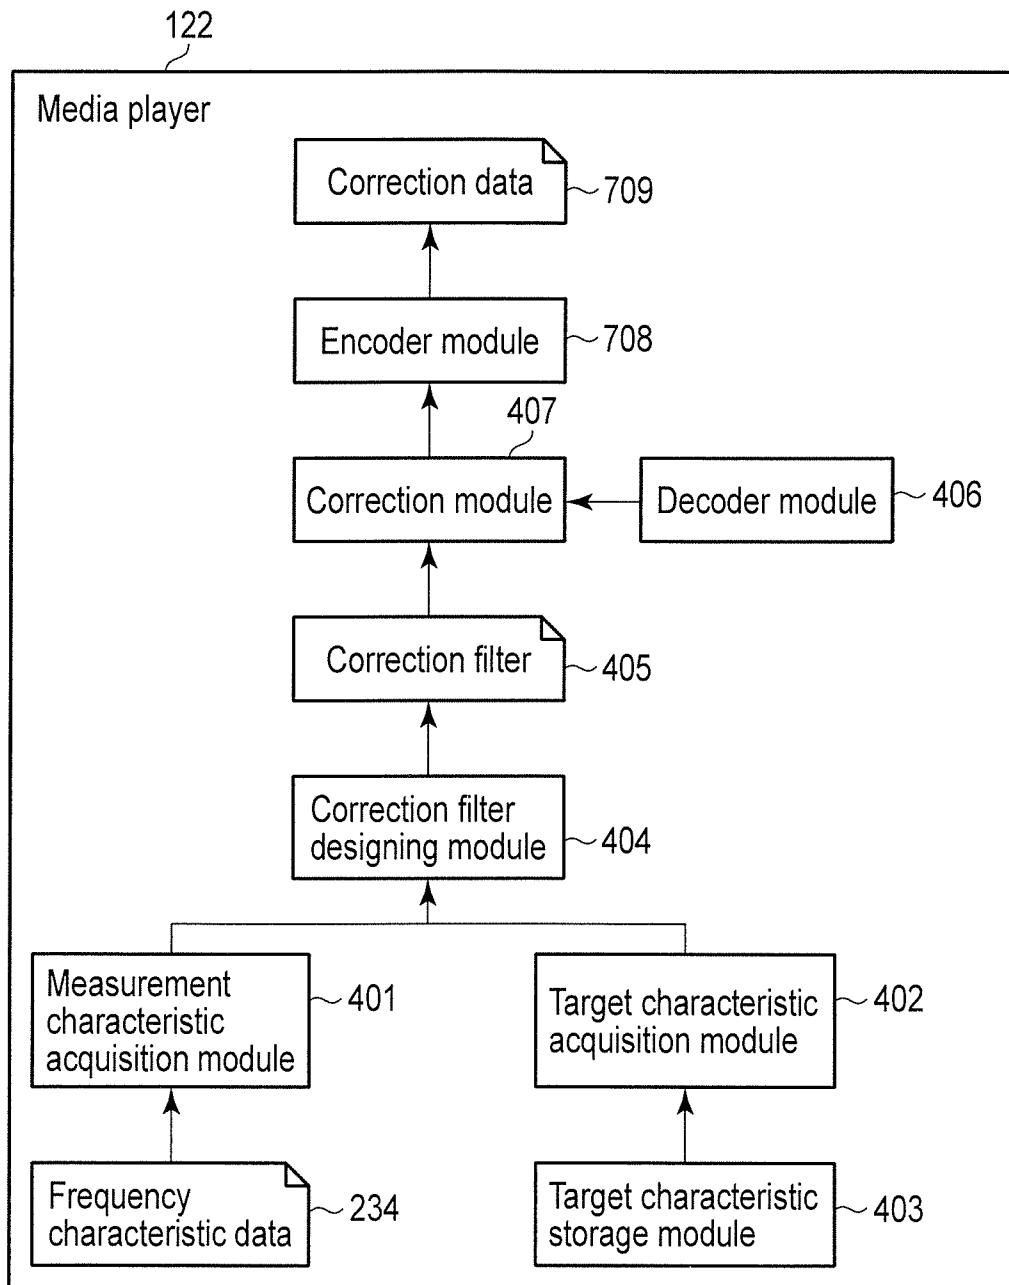 122
Media player
Correction data
709
Encoder module
708
407
Correction module
Decoder module
406
Correction filter
405
Correction filter
designing module
404
Measurement
characteristic
acquisition module
401
Target characteristic
acquisition module
402
Frequency
characteristic data
234
Target characteristic
storage module
403